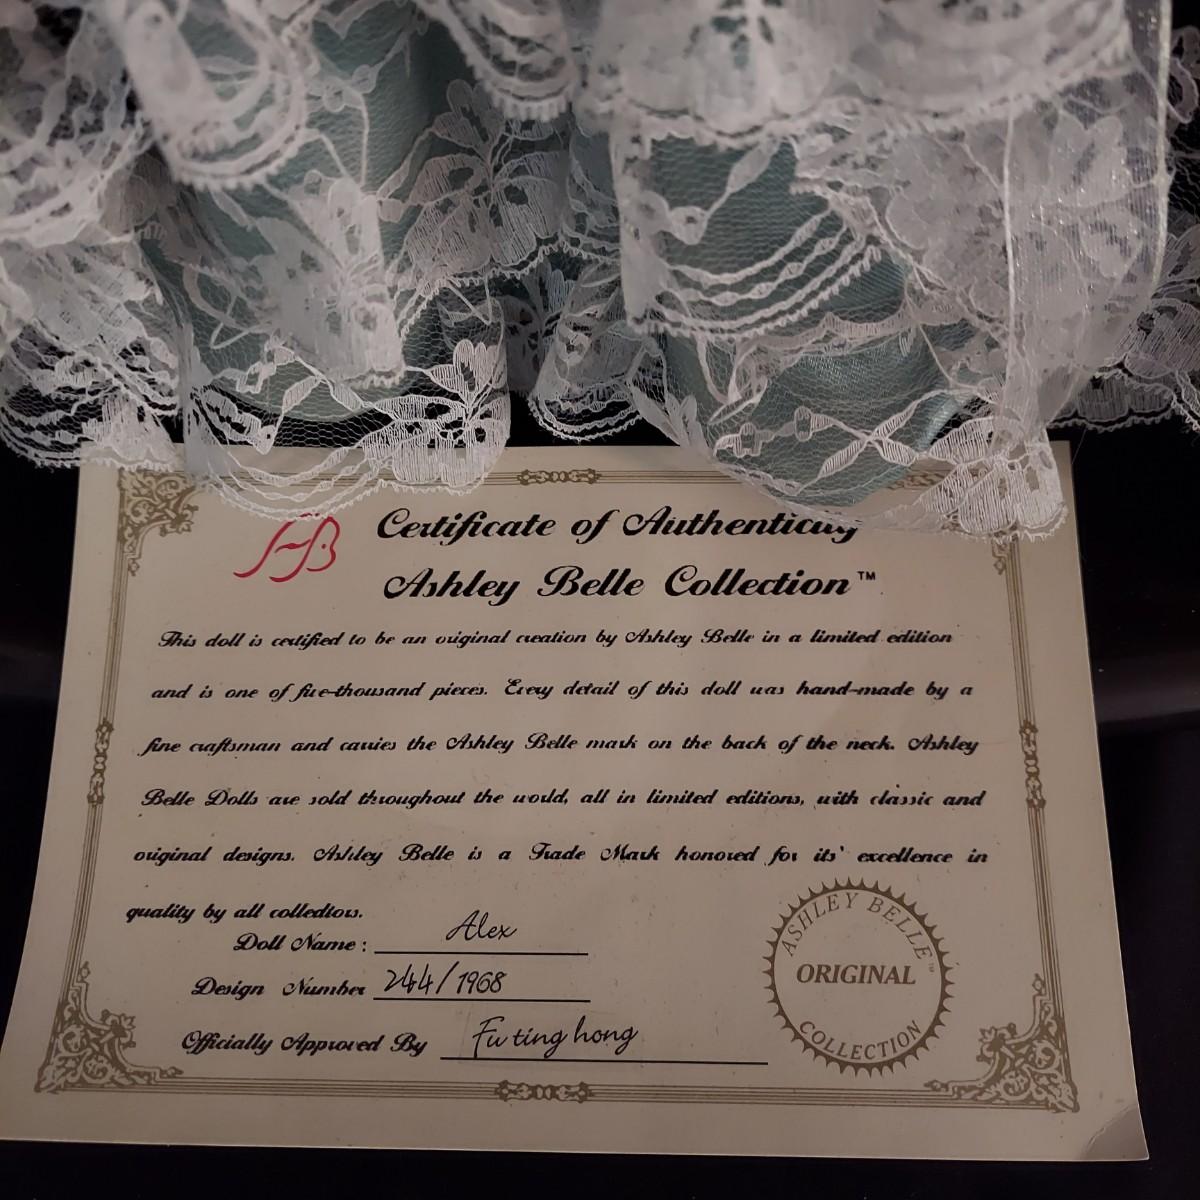 AB
Certificate of Authenticity
Ashley Belle Collection™
This doll is certified to be an original creation by Ashley Belle in a limited edition
and is one of five-thousand pieces. Every detail of this doll was hand-made by a
fine craftsman and carries the Ashley Belle mark on the back of the neck. Ashley
Belle Dolls are sold throughout the world, all in limited editions, with classic and
original designs. Ashley Belle is a Trade Mark honored for its' excellence in
quality by all collectiors.
Doll Name: Alex
Design Number 244/1968
Officially Approved By Fu ting hong
ASHLEY BELLE™
ORIGINAL
COLLECTION